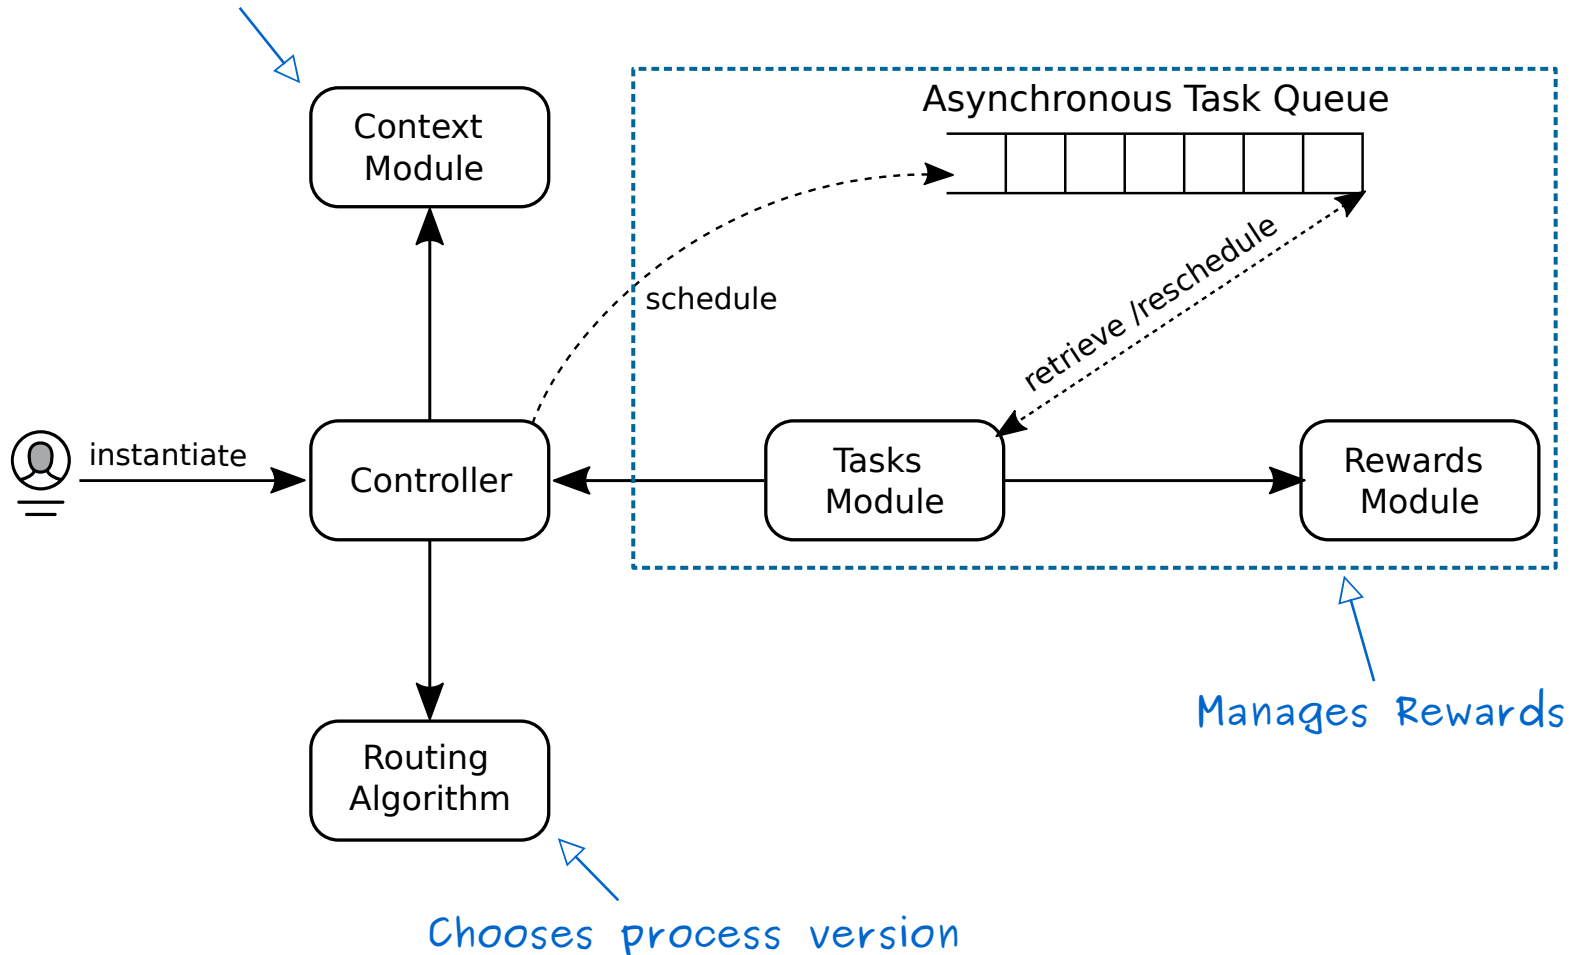 Asynchronous Task Queue
Context
Module
schedule
retrieve /reschedule
instantiate
Controller
Tasks
Module
Rewards
Module
Manages Rewards
Routing
Algorithm
Chooses process version